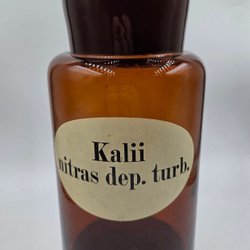 Kalii
nitras dep. turb.